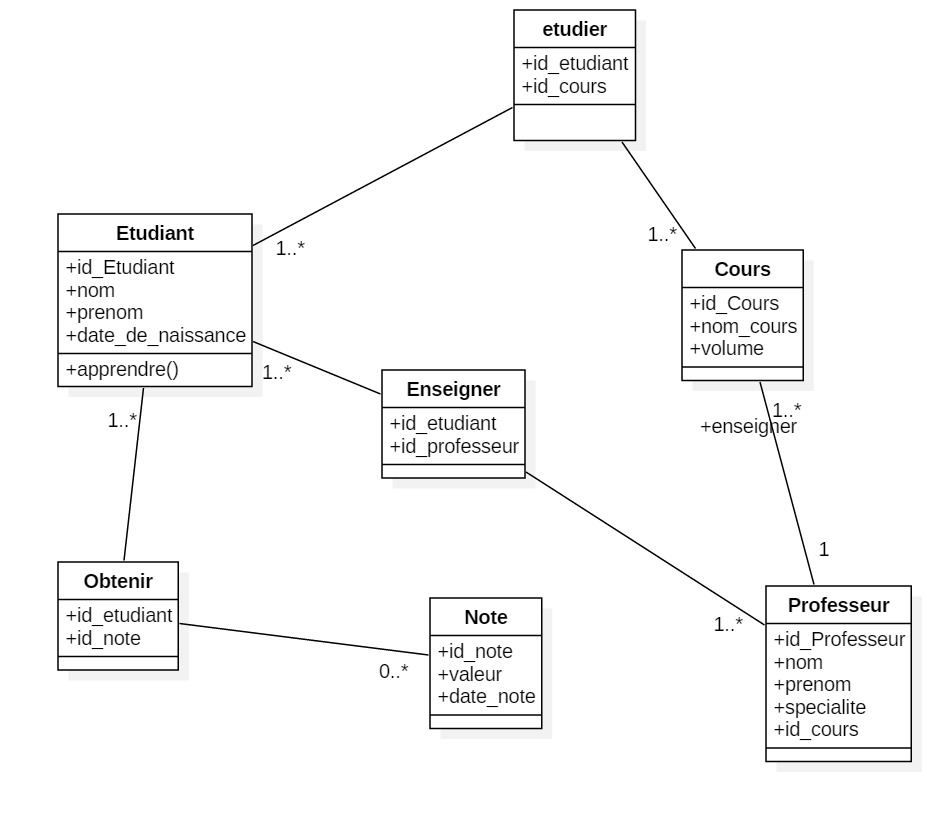 etudier
+id_etudiant
+id_cours
Etudiant
+id_Etudiant
+nom
+prenom
+date_de_naissance
+apprendre()
1..*
1..*
1..*
1..*
Cours
+id_Cours
+nom_cours
+volume
1..*
+enseigner
1
Enseigner
+id_etudiant
+id_professeur
1..*
Obtenir
+id_etudiant
+id_note
0..*
Note
+id_note
+valeur
+date_note
Professeur
+id_Professeur
+nom
+prenom
+specialite
+id_cours